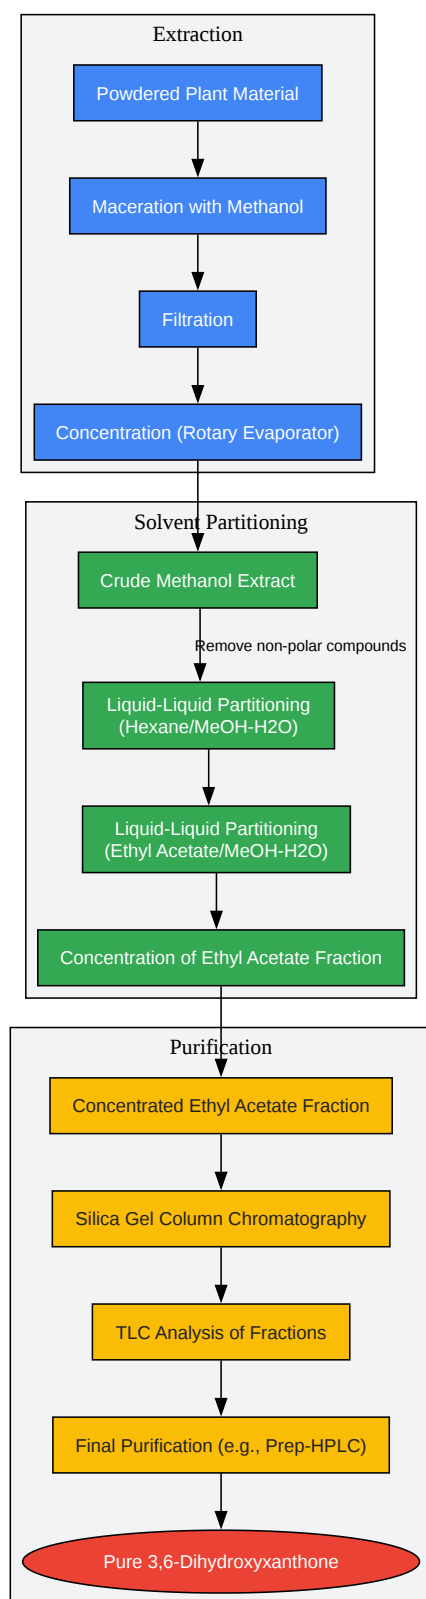 Extraction
Powdered Plant Material
Maceration with Methanol
Filtration
Concentration (Rotary Evaporator)
Solvent Partitioning
Crude Methanol Extract
Remove non-polar compounds
Liquid-Liquid Partitioning
(Hexane/MeOH-H2O)
Liquid-Liquid Partitioning
(Ethyl Acetate/MeOH-H2O)
Concentration of Ethyl Acetate Fraction
Purification
Concentrated Ethyl Acetate Fraction
Silica Gel Column Chromatography
TLC Analysis of Fractions
Final Purification (e.g., Prep-HPLC)
Pure 3,6-Dihydroxyxanthone